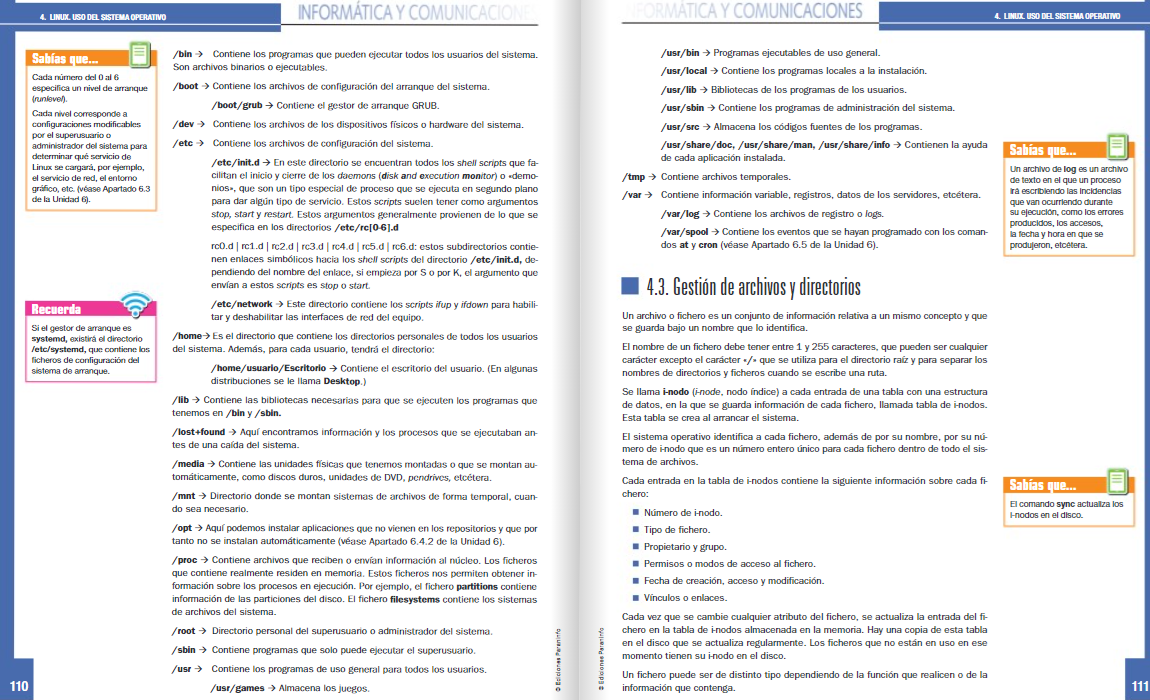 4. LINUX. USO DEL SISTEMA OPERATIVO
INFORMÁTICA Y COMUNICACIONES
Sabías que...
Cada número del 0 al 6
especifica un nivel de arranque
(runlevel).
Cada nivel corresponde a
configuraciones modificables
por el superusuario o
administrador del sistema para
determinar qué servicio de
Linux se cargará, por ejemplo,
el servicio de red, el entorno
gráfico, etc. (véase Apartado 6.3
de la Unidad 6).
Recuerda
Si el gestor de arranque es
systemd, existirá el directorio
/etc/systemd, que contiene los
ficheros de configuración del
sistema de arranque.
/bin → Contiene los programas que pueden ejecutar todos los usuarios del sistema.
Son archivos binarios o ejecutables.
/boot → Contiene los archivos de configuración del arranque del sistema.
/boot/grub → Contiene el gestor de arranque GRUB.
/dev → Contiene los archivos de los dispositivos físicos o hardware del sistema.
/etc → Contiene los archivos de configuración del sistema.
/etc/init.d → En este directorio se encuentran todos los shell scripts que fa-
cilitan el inicio y cierre de los daemons (disk and execution monitor) o «demo-
nios», que son un tipo especial de proceso que se ejecuta en segundo plano
para dar algún tipo de servicio. Estos scripts suelen tener como argumentos
stop, start y restart. Estos argumentos generalmente provienen de lo que se
especifica en los directorios /etc/rc[0-6].d
rc0.d | rc1.d | rc2.d | rc3.d | rc4.d | rc5.d | rc6.d: estos subdirectorios contie-
nen enlaces simbólicos hacia los shell scripts del directorio /etc/init.d, de-
pendiendo del nombre del enlace, si empieza por S o por K, el argumento que
envían a estos scripts es stop o start.
/etc/network → Este directorio contiene los scripts ifup y ifdown para habili-
tar y deshabilitar las interfaces de red del equipo.
/home→ Es el directorio que contiene los directorios personales de todos los usuarios
del sistema. Además, para cada usuario, tendrá el directorio:
/home/usuario/Escritorio → Contiene el escritorio del usuario. (En algunas
distribuciones se le llama Desktop.)
/lib → Contiene las bibliotecas necesarias para que se ejecuten los programas que
tenemos en /bin y /sbin.
/lost+found → Aquí encontramos información y los procesos que se ejecutaban an-
tes de una caída del sistema.
/media → Contiene las unidades físicas que tenemos montadas o que se montan au-
tomáticamente, como discos duros, unidades de DVD, pendrives, etcétera.
/mnt → Directorio donde se montan sistemas de archivos de forma temporal, cuan-
do sea necesario.
/opt → Aquí podemos instalar aplicaciones que no vienen en los repositorios y que por
tanto no se instalan automáticamente (véase Apartado 6.4.2 de la Unidad 6).
/proc → Contiene archivos que reciben o envían información al núcleo. Los ficheros
que contiene realmente residen en memoria. Estos ficheros nos permiten obtener in-
formación sobre los procesos en ejecución. Por ejemplo, el fichero partitions contiene
información de las particiones del disco. El fichero filesystems contiene los sistemas
de archivos del sistema.
/root → Directorio personal del superusuario o administrador del sistema.
/sbin → Contiene programas que solo puede ejecutar el superusuario.
/usr → Contiene los programas de uso general para todos los usuarios.
/usr/games → Almacena los juegos.
110
© Ediciones Paraninfo
INFORMÁTICA Y COMUNICACIONES
4. LINUX. USO DEL SISTEMA OPERATIVO
/usr/bin → Programas ejecutables de uso general.
/usr/local → Contiene los programas locales a la instalación.
/usr/lib → Bibliotecas de los programas de los usuarios.
/usr/sbin → Contiene los programas de administración del sistema.
/usr/src → Almacena los códigos fuentes de los programas.
/usr/share/doc, /usr/share/man, /usr/share/info → Contienen la ayuda
de cada aplicación instalada.
/tmp → Contiene archivos temporales.
/var → Contiene información variable, registros, datos de los servidores, etcétera.
/var/log → Contiene los archivos de registro o logs.
/var/spool → Contiene los eventos que se hayan programado con los coman-
dos at y cron (véase Apartado 6.5 de la Unidad 6).
4.3. Gestión de archivos y directorios
Un archivo o fichero es un conjunto de información relativa a un mismo concepto y que
se guarda bajo un nombre que lo identifica.
El nombre de un fichero debe tener entre 1 y 255 caracteres, que pueden ser cualquier
carácter excepto el carácter «/» que se utiliza para el directorio raíz y para separar los
nombres de directorios y ficheros cuando se escribe una ruta.
Se llama i-nodo (i-node, nodo índice) a cada entrada de una tabla con una estructura
de datos, en la que se guarda información de cada fichero, llamada tabla de i-nodos.
Esta tabla se crea al arrancar el sistema.
El sistema operativo identifica a cada fichero, además de por su nombre, por su nú-
mero de i-nodo que es un número entero único para cada fichero dentro de todo el sis-
tema de archivos.
Cada entrada en la tabla de i-nodos contiene la siguiente información sobre cada fi-
chero:
Número de i-nodo.
Tipo de fichero.
Propietario y grupo.
Permisos o modos de acceso al fichero.
Fecha de creación, acceso y modificación.
Vínculos o enlaces.
Cada vez que se cambie cualquier atributo del fichero, se actualiza la entrada del fi-
chero en la tabla de i-nodos almacenada en la memoria. Hay una copia de esta tabla
en el disco que se actualiza regularmente. Los ficheros que no están en uso en ese
momento tienen su i-nodo en el disco.
Un fichero puede ser de distinto tipo dependiendo de la función que realicen o de la
información que contenga.
Sabías que...
Un archivo de log es un archivo
de texto en el que un proceso
irá escribiendo las incidencias
que van ocurriendo durante
su ejecución, como los errores
producidos, los accesos,
la fecha y hora en que se
produjeron, etcétera.
Sabías que...
El comando sync actualiza los
i-nodos en el disco.
© Ediciones Paraninfo
111